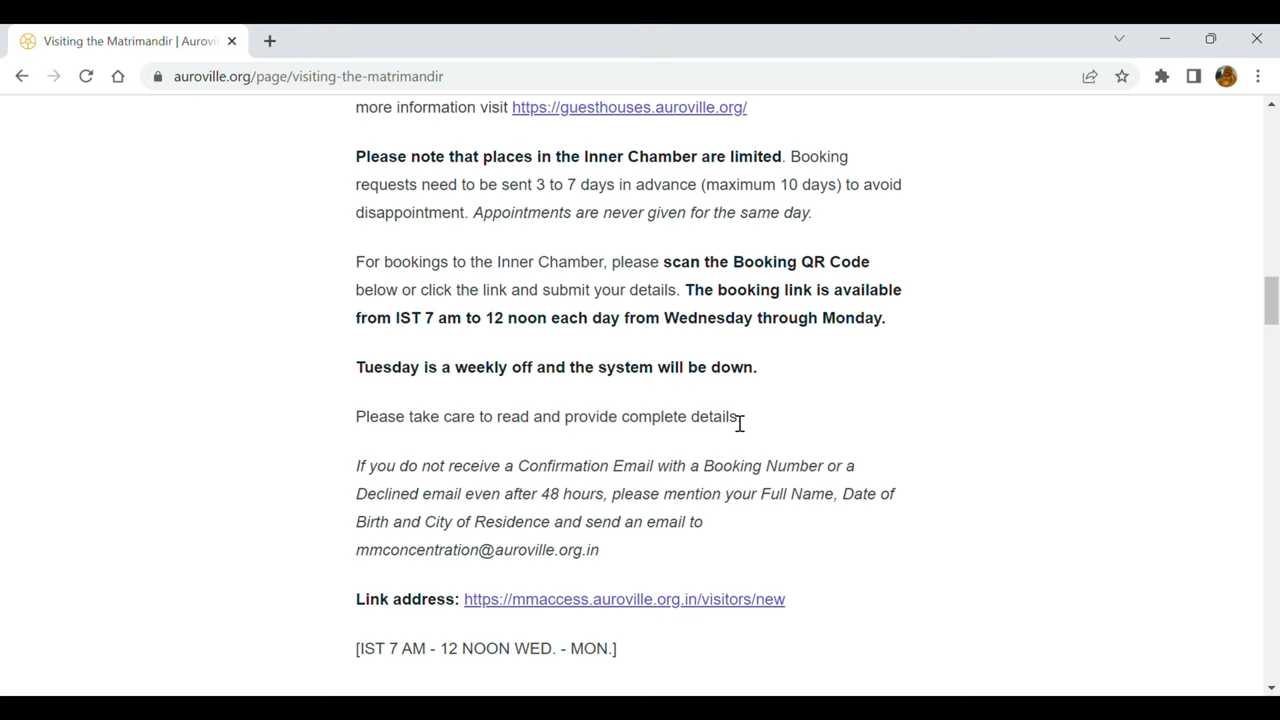 Visiting the Matrimandir | Aurovi
auroville.org/page/visiting-the-matrimandir
more information visit https://guesthouses.auroville.org/
Please note that places in the Inner Chamber are limited. Booking
requests need to be sent 3 to 7 days in advance (maximum 10 days) to avoid
disappointment. Appointments are never given for the same day.
For bookings to the Inner Chamber, please scan the Booking QR Code
below or click the link and submit your details. The booking link is available
from IST 7 am to 12 noon each day from Wednesday through Monday.
Tuesday is a weekly off and the system will be down.
Please take care to read and provide complete details.
If you do not receive a Confirmation Email with a Booking Number or a
Declined email even after 48 hours, please mention your Full Name, Date of
Birth and City of Residence and send an email to
mmconcentration@auroville.org.in
Link address: https://mmaccess.auroville.org.in/visitors/new
[IST 7 AM - 12 NOON WED. - MON.]